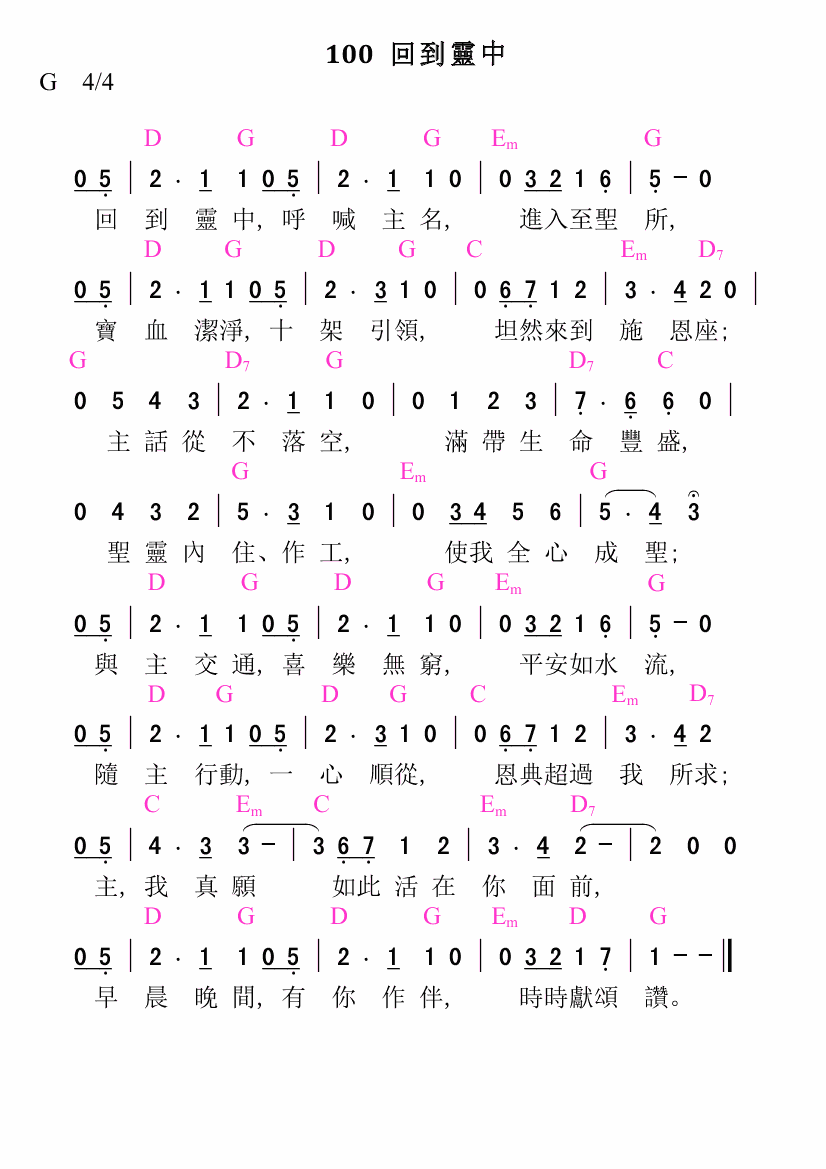 100 回到靈中
G 4/4
D G D G Em G
0 5 | 2 · 1 1 0 5 | 2 · 1 1 0 | 0 3 2 1 6 | 5 – 0
回 到 靈 中, 呼 喊 主 名, 進入至聖 所,
D G D G C Em D7
0 5 | 2 · 1 1 0 5 | 2 · 3 1 0 | 0 6 7 1 2 | 3 · 4 2 0 |
寶 血 潔淨, 十 架 引領, 坦然來到 施 恩座;
G D7 G D7 C
0 5 4 3 | 2 · 1 1 0 | 0 1 2 3 | 7 · 6 6 0 |
主 話 從 不 落 空, 滿 帶 生 命 豐 盛,
G Em G
0 4 3 2 | 5 · 3 1 0 | 0 3 4 5 6 | 5 · 4 3
聖 靈 內 住、作 工, 使我 全 心 成 聖;
D G D G Em G
0 5 | 2 · 1 1 0 5 | 2 · 1 1 0 | 0 3 2 1 6 | 5 – 0
與 主 交 通, 喜 樂 無 窮, 平安如水 流,
D G D G C Em D7
0 5 | 2 · 1 1 0 5 | 2 · 3 1 0 | 0 6 7 1 2 | 3 · 4 2
隨 主 行動, 一 心 順從, 恩典超過 我 所求;
C Em C Em D7
0 5 | 4 · 3 3 – | 3 6 7 1 2 | 3 · 4 2 – | 2 0 0
主, 我 真 願 如此 活 在 你 面 前,
D G D G Em D G
0 5 | 2 · 1 1 0 5 | 2 · 1 1 0 | 0 3 2 1 7 | 1 – – ‖
早 晨 晚 間, 有 你 作 伴, 時時獻頌 讚。